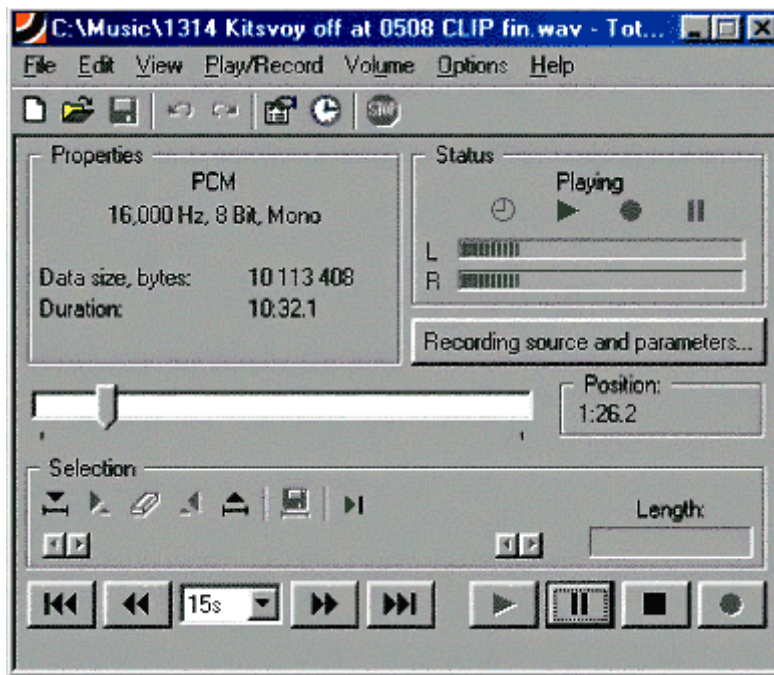 C:\Music\1314 Kitsvoy off at 0508 CLIP fin.wav - Tot...
File Edit View Play/Record Volume Options Help
STOP
Properties
PCM
16,000 Hz, 8 Bit, Mono
Data size, bytes: 10 113 408
Duration: 10:32.1
Status
Playing
L
R
Recording source and parameters...
Position:
1:26.2
Selection
Length:
15s